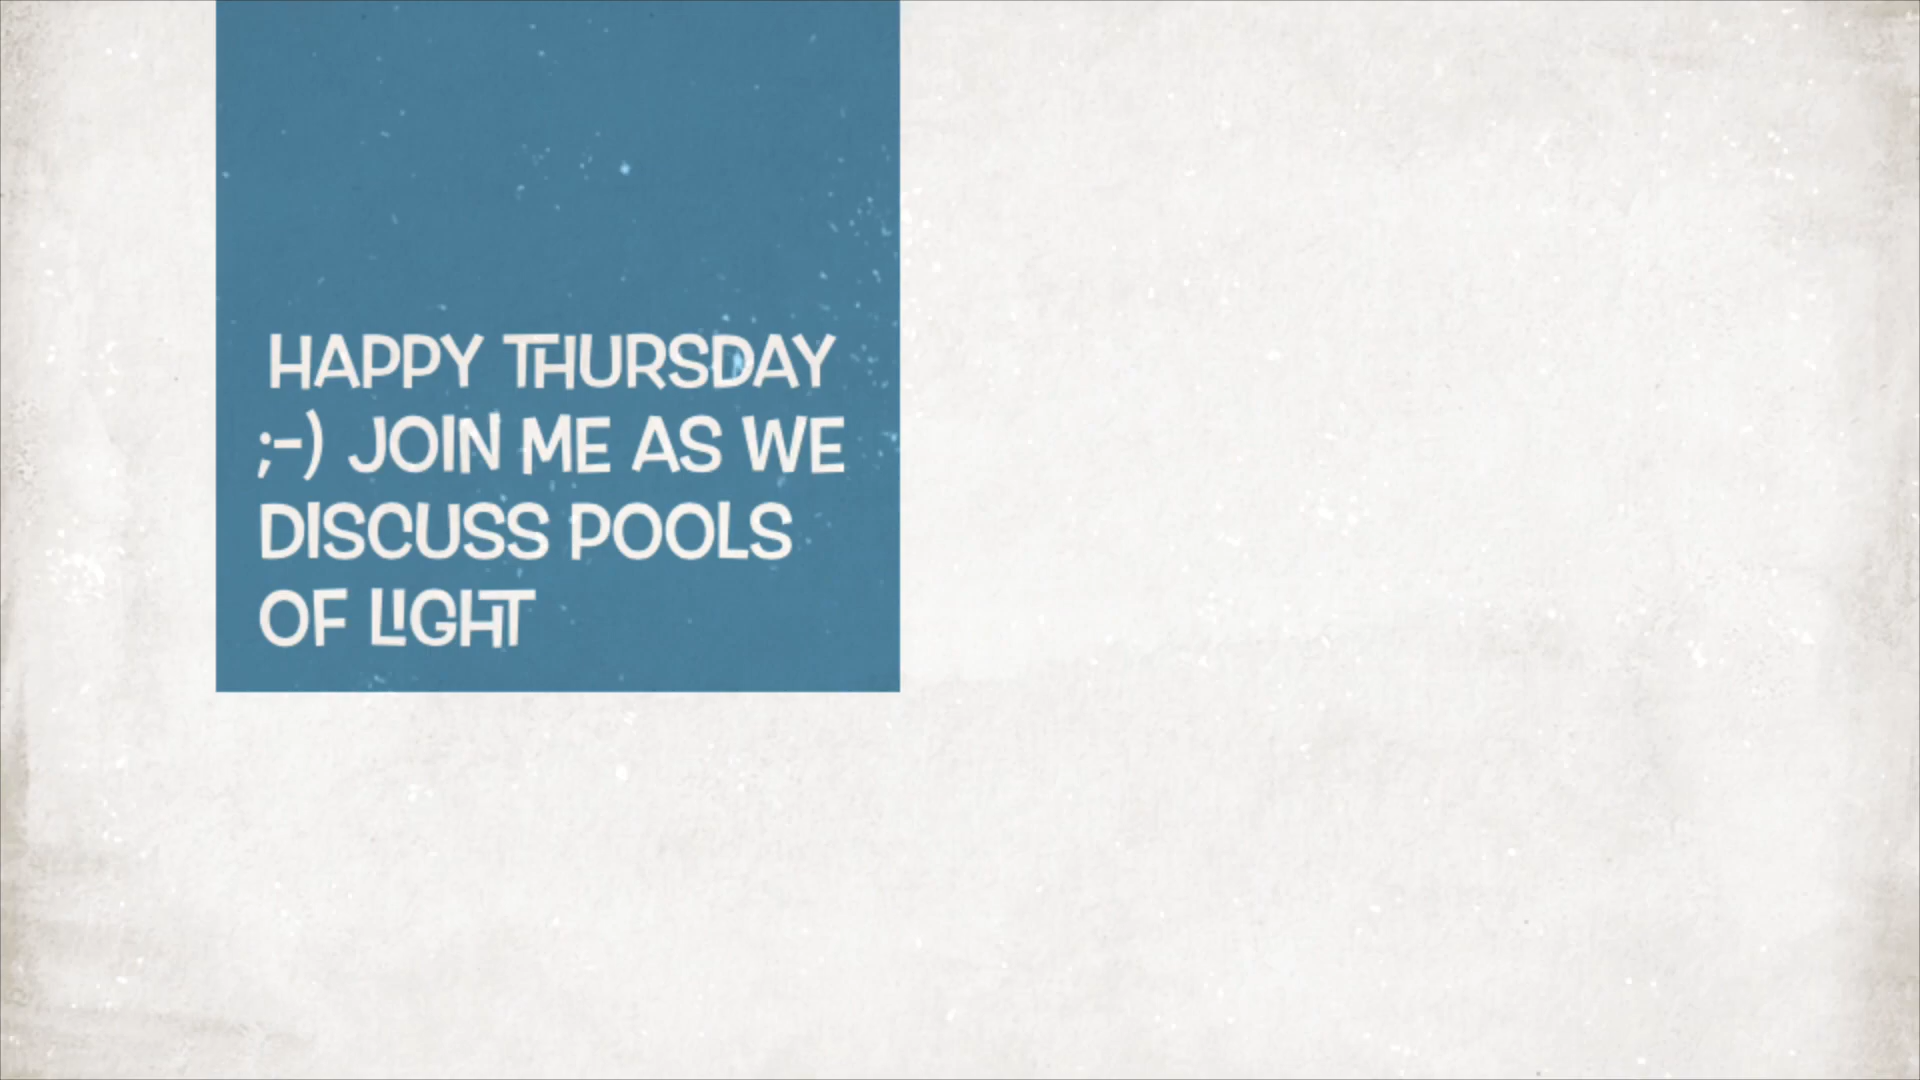 HAPPY THURSDAY
;-) JOIN ME AS WE
DISCUSS POOLS
OF LIGHT